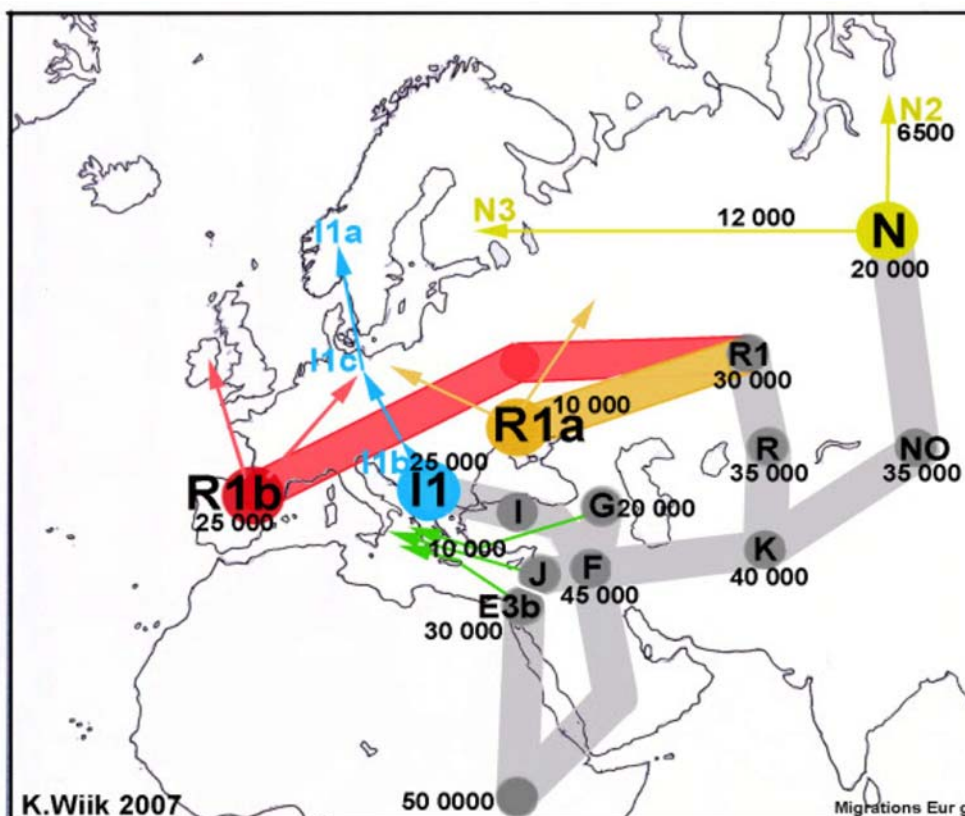 N2
6500
N3
12 000
I1a
N
20 000
I1c
R1
30 000
10 000
R1a
I1b
25 000
R
35 000
NO
35 000
R1b
25 000
I1
I
G
20 000
10 000
J
F
45 000
K
40 000
E3b
30 000
50 0000
K.Wiik 2007
Migrations Eur g